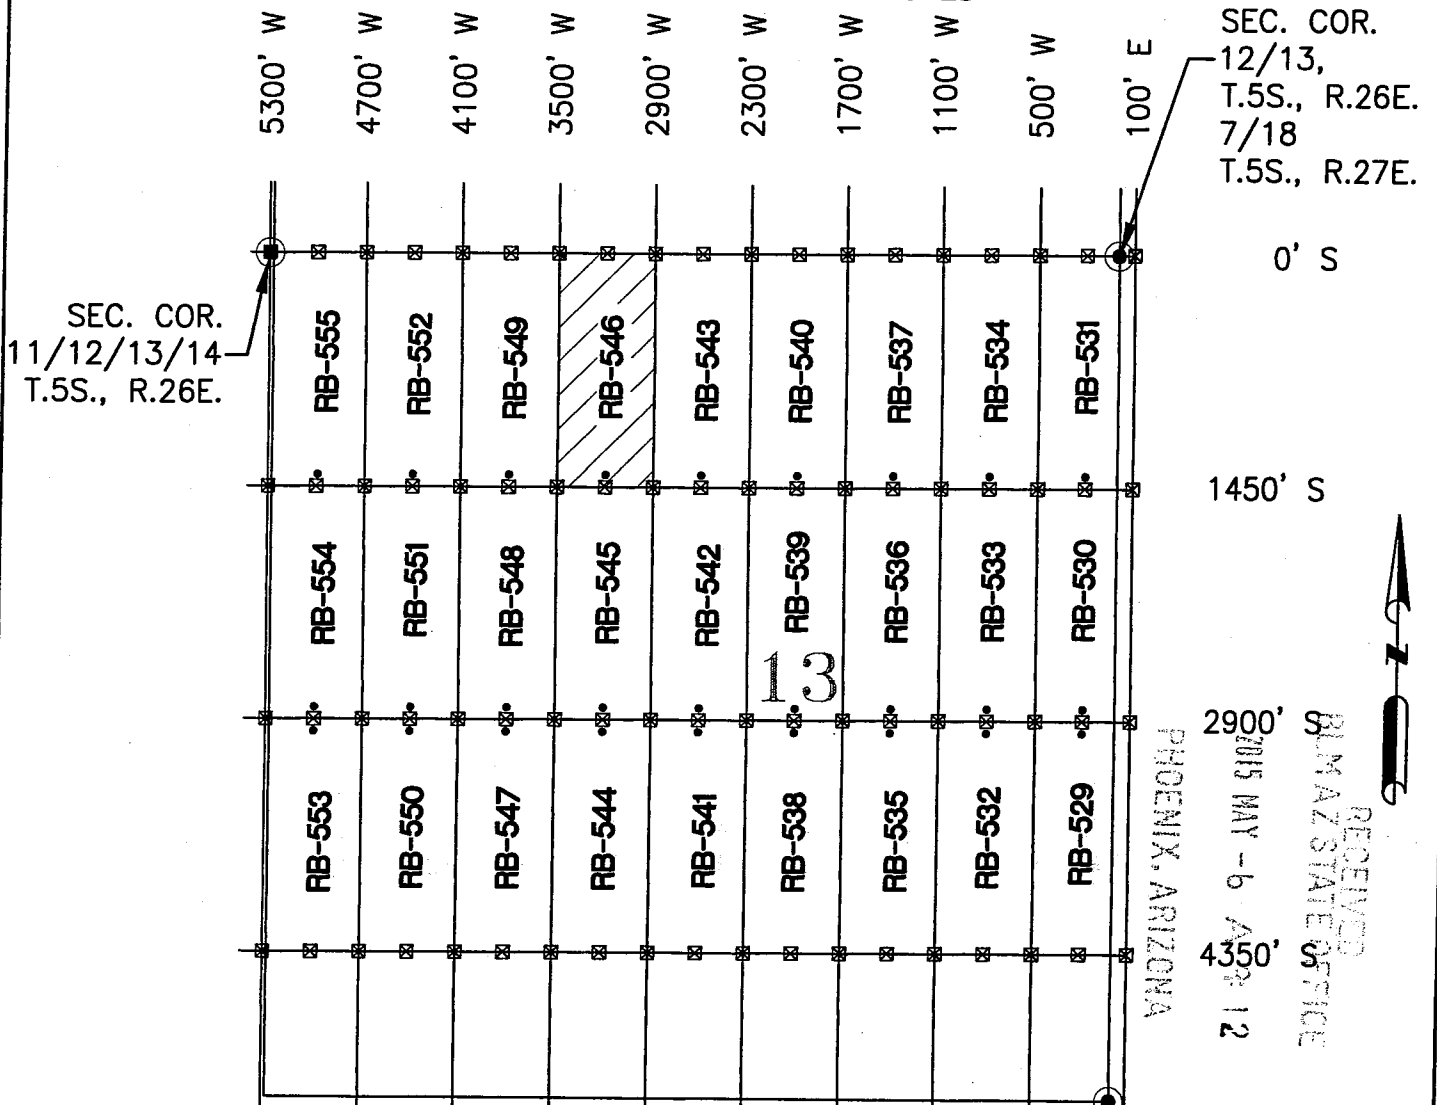 5300' W
4700' W
4100' W
3500' W
2900' W
2300' W
1700' W
1100' W
500' W
100' E
SEC. COR.
12/13,
T.5S., R.26E.
7/18
T.5S., R.27E.
0' S
SEC. COR.
11/12/13/14
T.5S., R.26E.
RB-555
RB-552
RB-549
RB-546
RB-543
RB-540
RB-537
RB-534
RB-531
1450' S
RB-554
RB-551
RB-548
RB-545
RB-542
RB-539
RB-536
RB-533
RB-530
13
N
2900' S
RB-553
RB-550
RB-547
RB-544
RB-541
RB-538
RB-535
RB-532
RB-529
4350' S
RECEIVED
BLM AZ STATE OFFICE
2015 MAY -6 A 12
PHOENIX, ARIZONA